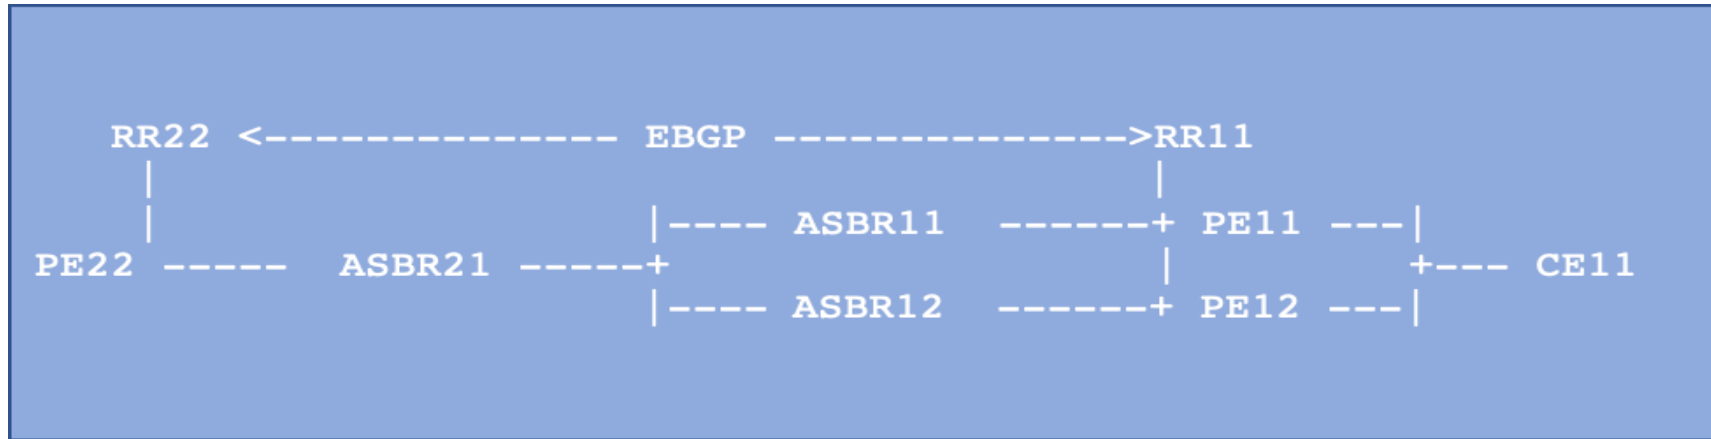 RR22 <-------------- EBGP -------------->RR11
|                                   |
|                 |---- ASBR11  ------+ PE11 ---|
PE22 -----  ASBR21 -----+                  |        +--- CE11
|---- ASBR12  ------+ PE12 ---|